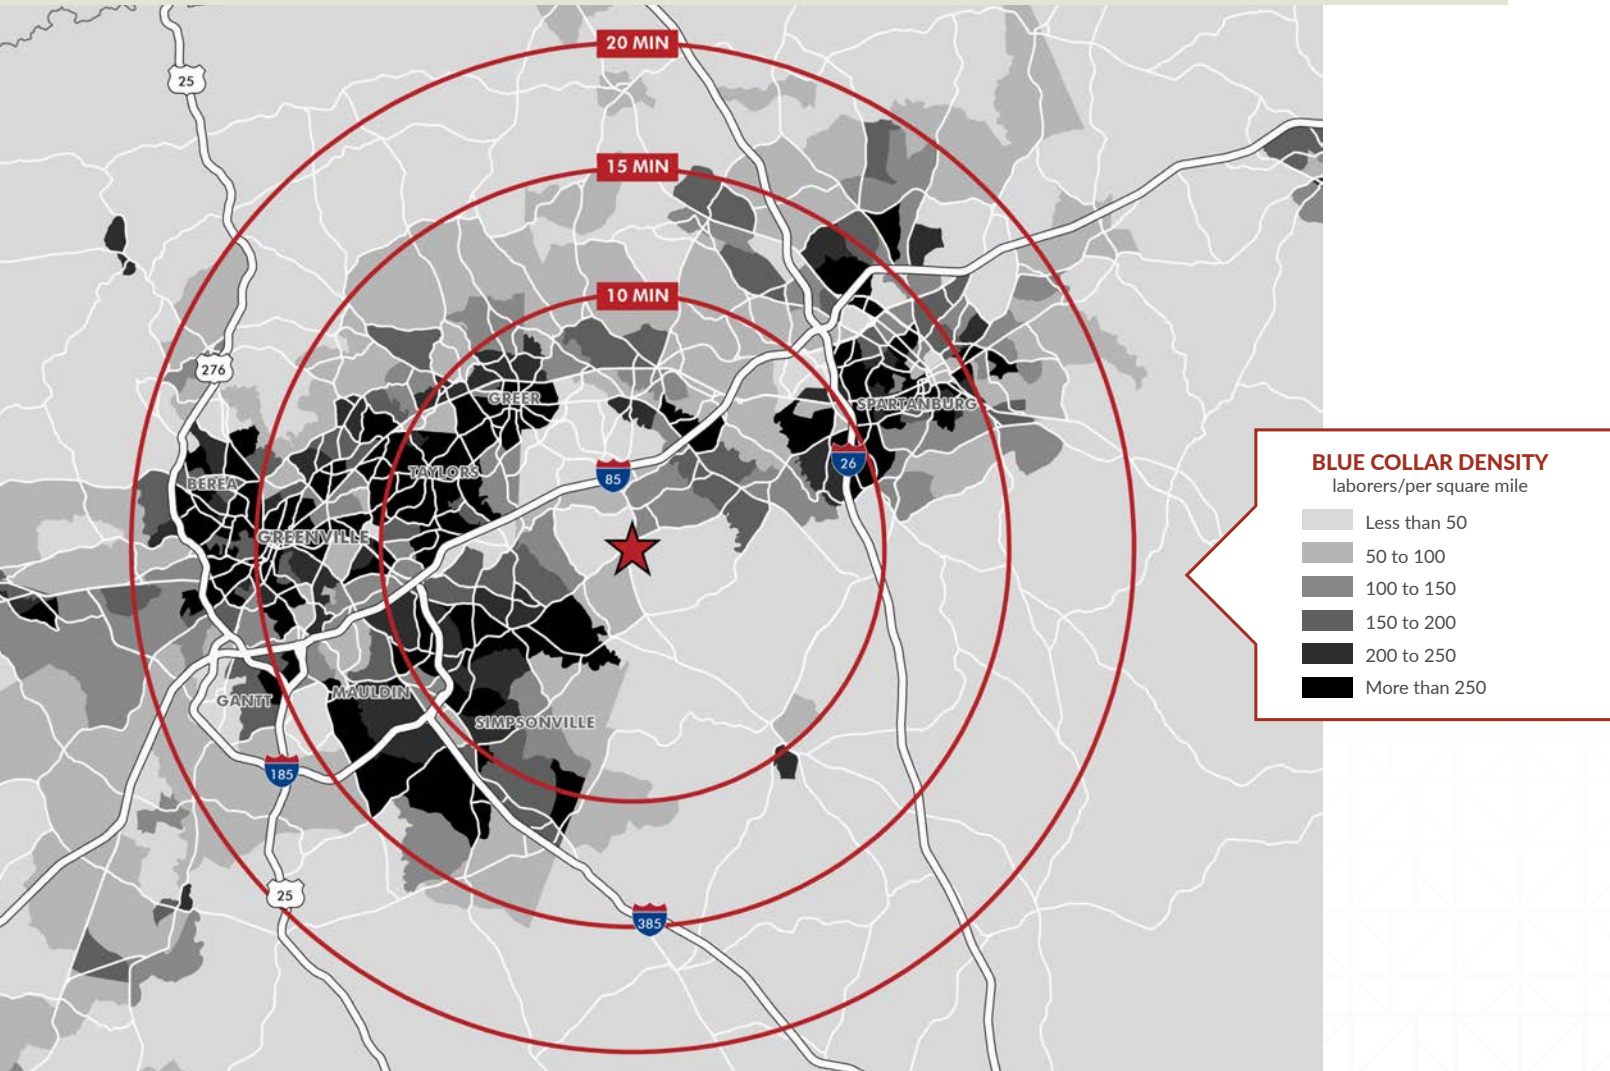 20 MIN
25
15 MIN
10 MIN
276
GREER
SPARTANBURG
TAYLORS
26
85
BEREA
GREENVILLE
MAULDIN
GANTT
SIMPSONVILLE
185
25
385
BLUE COLLAR DENSITY
laborers/per square mile
Less than 50
50 to 100
100 to 150
150 to 200
200 to 250
More than 250